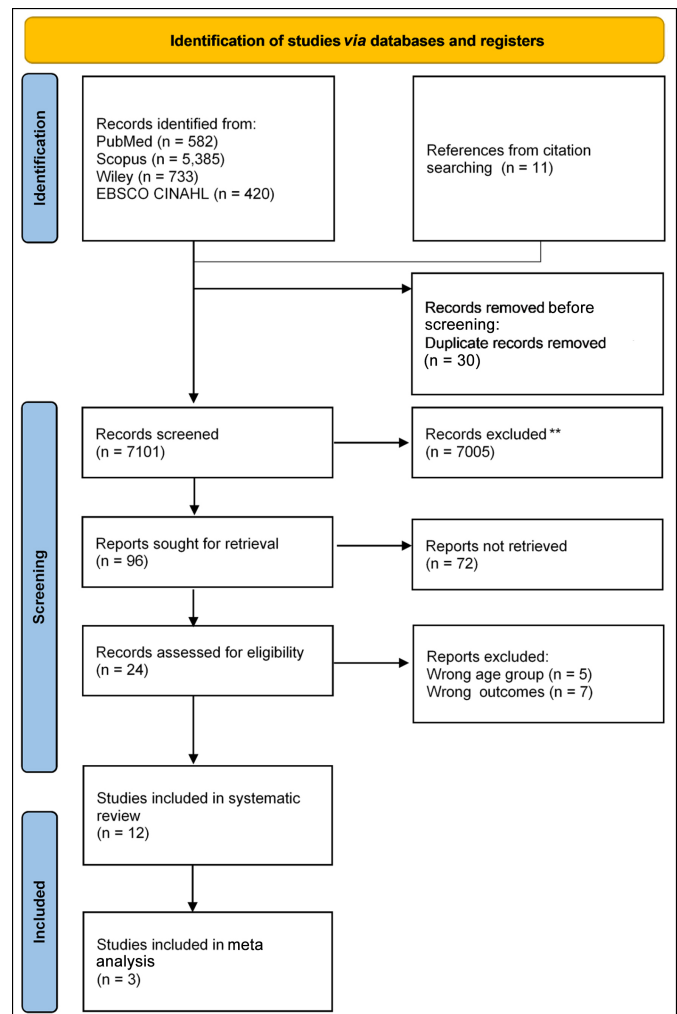 Identification of studies via databases and registers
Identification
Records identified from:
PubMed (n = 582)
Scopus (n = 5,385)
Wiley (n = 733)
EBSCO CINAHL (n = 420)
References from citation
searching (n = 11)
Records removed before
screening:
Duplicate records removed
(n = 30)
Screening
Records screened
(n = 7101)
Records excluded **
(n = 7005)
Reports sought for retrieval
(n = 96)
Reports not retrieved
(n = 72)
Records assessed for eligibility
(n = 24)
Reports excluded:
Wrong age group (n = 5)
Wrong outcomes (n = 7)
Studies included in systematic
review
(n = 12)
Included
Studies included in meta
analysis
(n = 3)